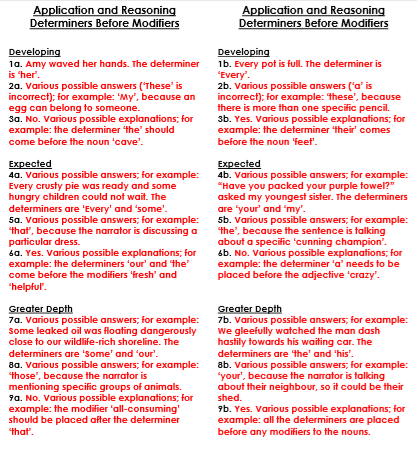 Application and Reasoning
Determiners Before Modifiers
Developing
1a. Amy waved her hands. The determiner
is ‘her’.
2a. Various possible answers (‘These’ is
incorrect); for example: ‘My’, because an
egg can belong to someone.
3a. No. Various possible explanations; for
example: the determiner ‘the’ should
come before the noun ‘cave’.
Expected
4a. Various possible answers; for example:
Every crusty pie was ready and some
hungry children could not wait. The
determiners are ‘Every’ and ‘some’.
5a. Various possible answers; for example:
‘that’, because the narrator is discussing a
particular dress.
6a. Yes. Various possible explanations; for
example: the determiners ‘our’ and ‘the’
come before the modifiers ‘fresh’ and
‘helpful’.
Greater Depth
7a. Various possible answers; for example:
Some leaked oil was floating dangerously
close to our wildlife-rich shoreline. The
determiners are ‘Some’ and ‘our’.
8a. Various possible answers; for example:
‘those’, because the narrator is
mentioning specific groups of animals.
9a. No. Various possible explanations; for
example: the modifier ‘all-consuming’
should be placed after the determiner
‘that’.
Application and Reasoning
Determiners Before Modifiers
Developing
1b. Every pot is full. The determiner is
‘Every’.
2b. Various possible answers (‘a’ is
incorrect); for example: ‘these’, because
there is more than one specific pencil.
3b. Yes. Various possible explanations; for
example: the determiner ‘their’ comes
before the noun ‘feet’.
Expected
4b. Various possible answers; for example:
“Have you packed your purple towel?”
asked my youngest sister. The determiners
are ‘your’ and ‘my’.
5b. Various possible answers; for example:
‘the’, because the sentence is talking
about a specific ‘cunning champion’.
6b. No. Various possible explanations; for
example: the determiner ‘a’ needs to be
placed before the adjective ‘crazy’.
Greater Depth
7b. Various possible answers; for example:
We gleefully watched the man dash
hastily towards his waiting car. The
determiners are ‘the’ and ‘his’.
8b. Various possible answers; for example:
‘your’, because the narrator is talking
about their neighbour, so it could be their
shed.
9b. Yes. Various possible explanations; for
example: all the determiners are placed
before any modifiers to the nouns.